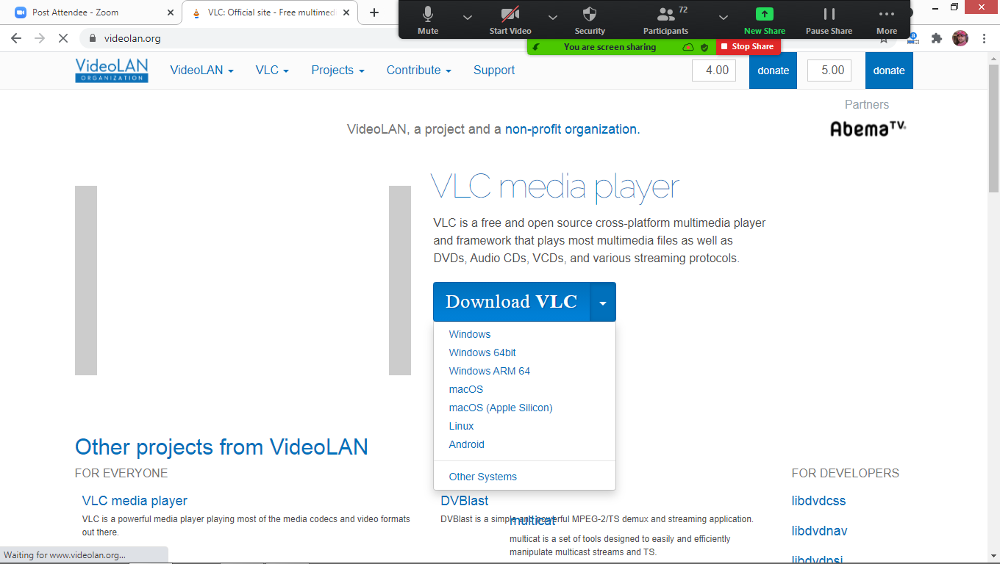 Post Attendee - Zoom
VLC: Official site - Free multimed
72
Mute
Start Video
Security
Participants
New Share
Pause Share
More
videolan.org
You are screen sharing
Stop Share
VideoLAN
ORGANIZATION
VideoLAN
VLC
Projects
Contribute
Support
4.00
donate
5.00
donate
Partners
AbemaTV
VideoLAN, a project and a non-profit organization.
VLC media player
VLC is a free and open source cross-platform multimedia player
and framework that plays most multimedia files as well as
DVDs, Audio CDs, VCDs, and various streaming protocols.
Download VLC
Windows
Windows 64bit
Windows ARM 64
macOS
macOS (Apple Silicon)
Linux
Android
Other Systems
Other projects from VideoLAN
FOR EVERYONE
VLC media player
VLC is a powerful media player playing most of the media codecs and video formats
out there.
DVBlast
DVBlast is a simple and powerful MPEG-2/TS demux and streaming application.
multicat
multicat is a set of tools designed to easily and efficiently
manipulate multicast streams and TS.
FOR DEVELOPERS
libdvdcss
libdvdnav
libdvdpsi
Waiting for www.videolan.org...